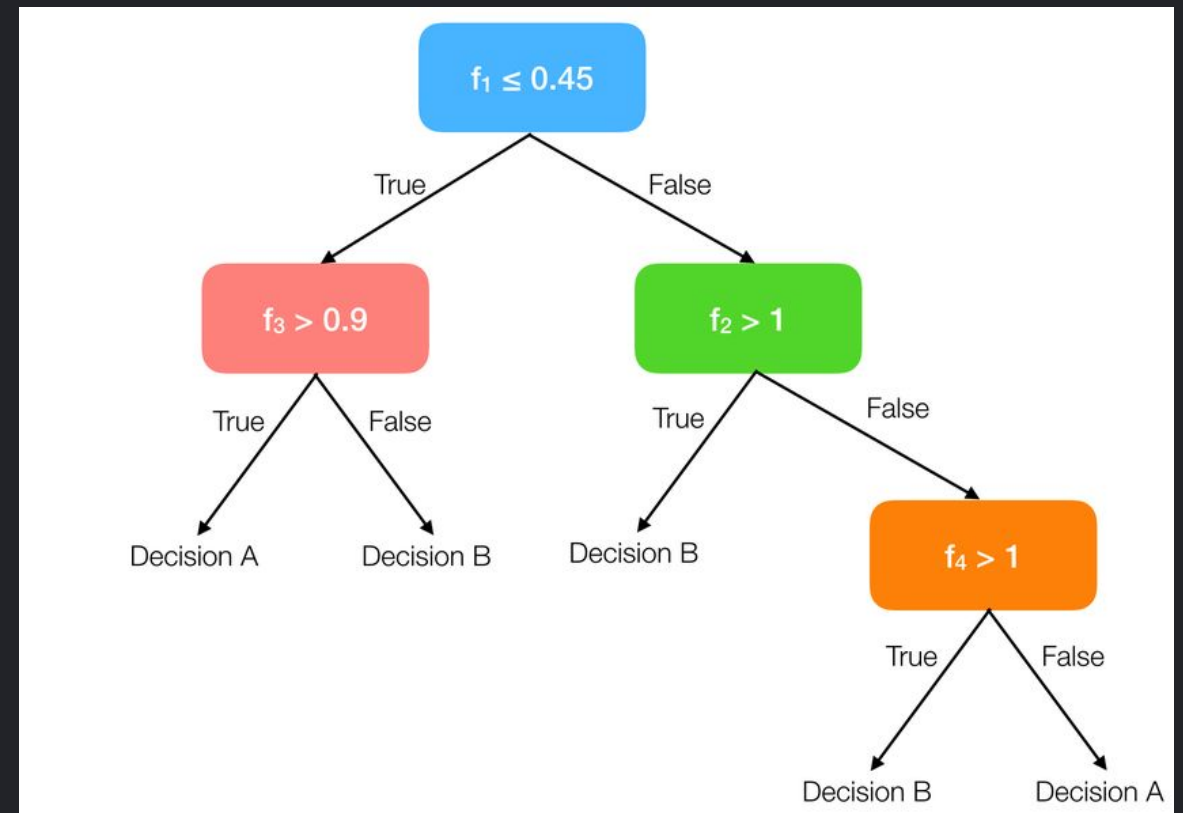 f₁ ≤ 0.45
True
False
f₃ > 0.9
f₂ > 1
True
False
True
False
Decision A
Decision B
Decision B
f₄ > 1
True
False
Decision B
Decision A